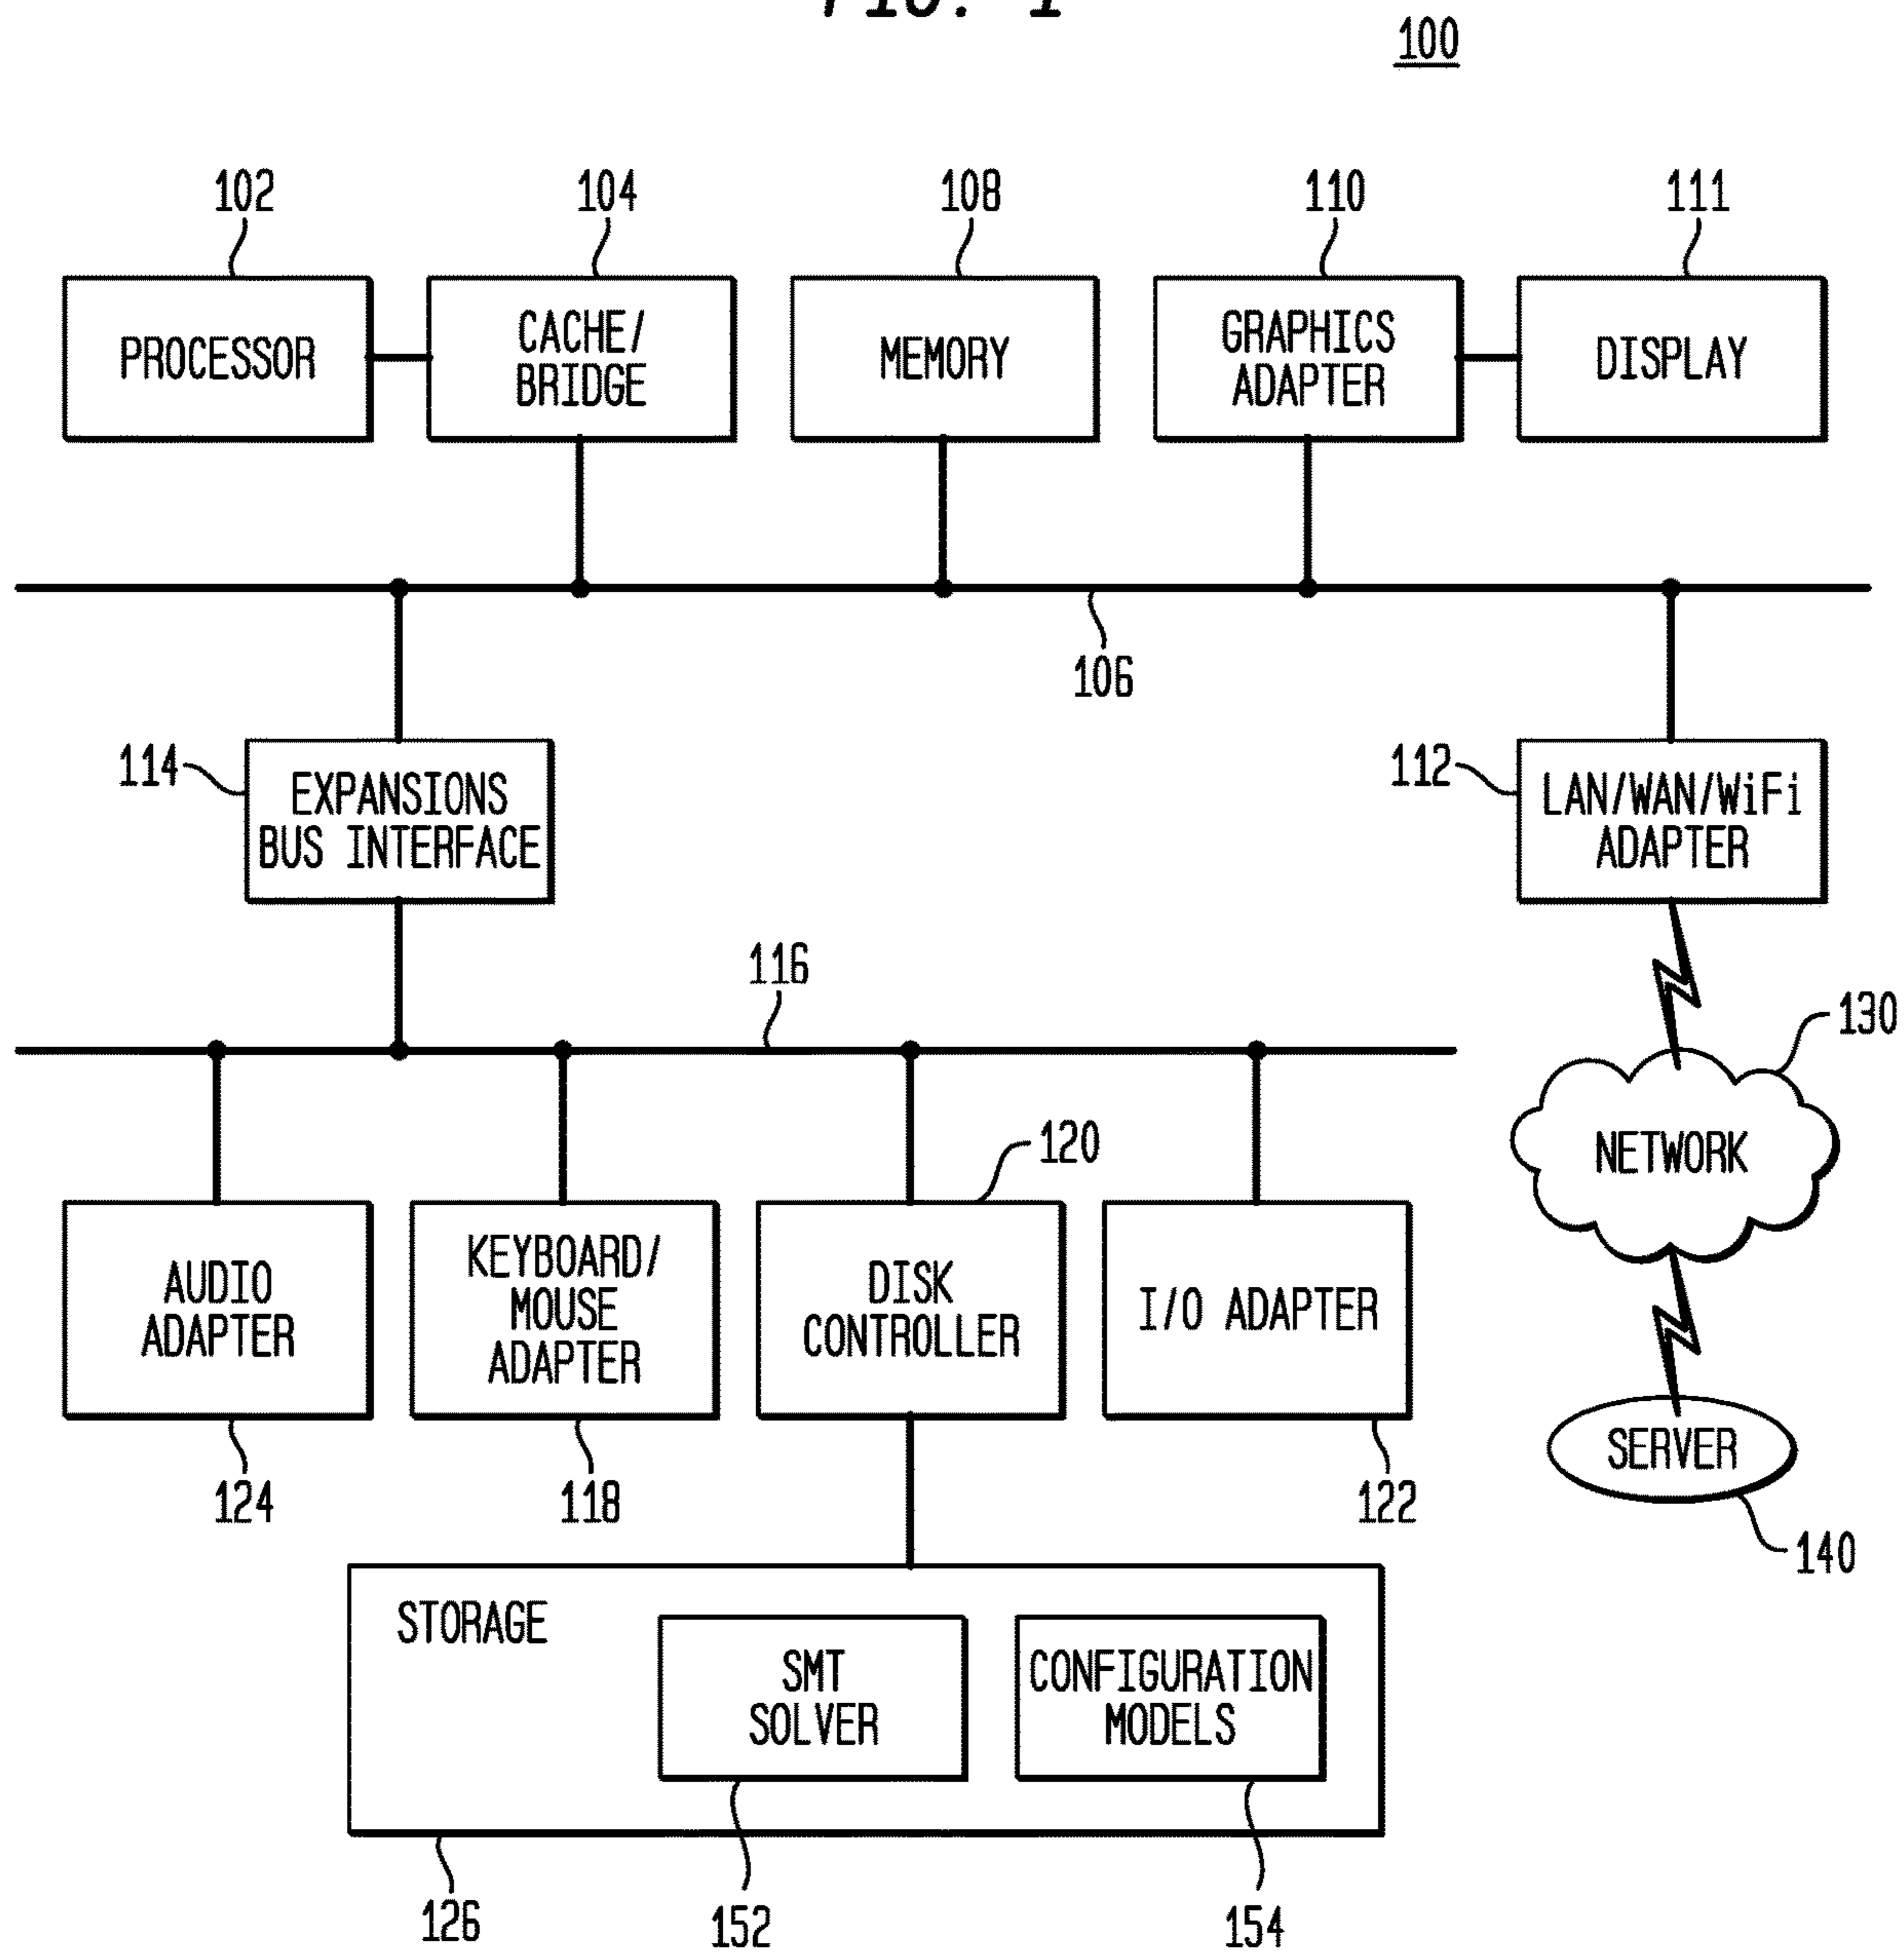 FIG. 1
100
102
104
108
110
111
PROCESSOR
CACHE/
BRIDGE
MEMORY
GRAPHICS
ADAPTER
DISPLAY
106
114
EXPANSIONS
BUS INTERFACE
112
LAN/WAN/WiFi
ADAPTER
116
130
NETWORK
120
AUDIO
ADAPTER
KEYBOARD/
MOUSE
ADAPTER
DISK
CONTROLLER
I/O ADAPTER
SERVER
124
118
122
140
STORAGE
SMT
SOLVER
CONFIGURATION
MODELS
126
152
154